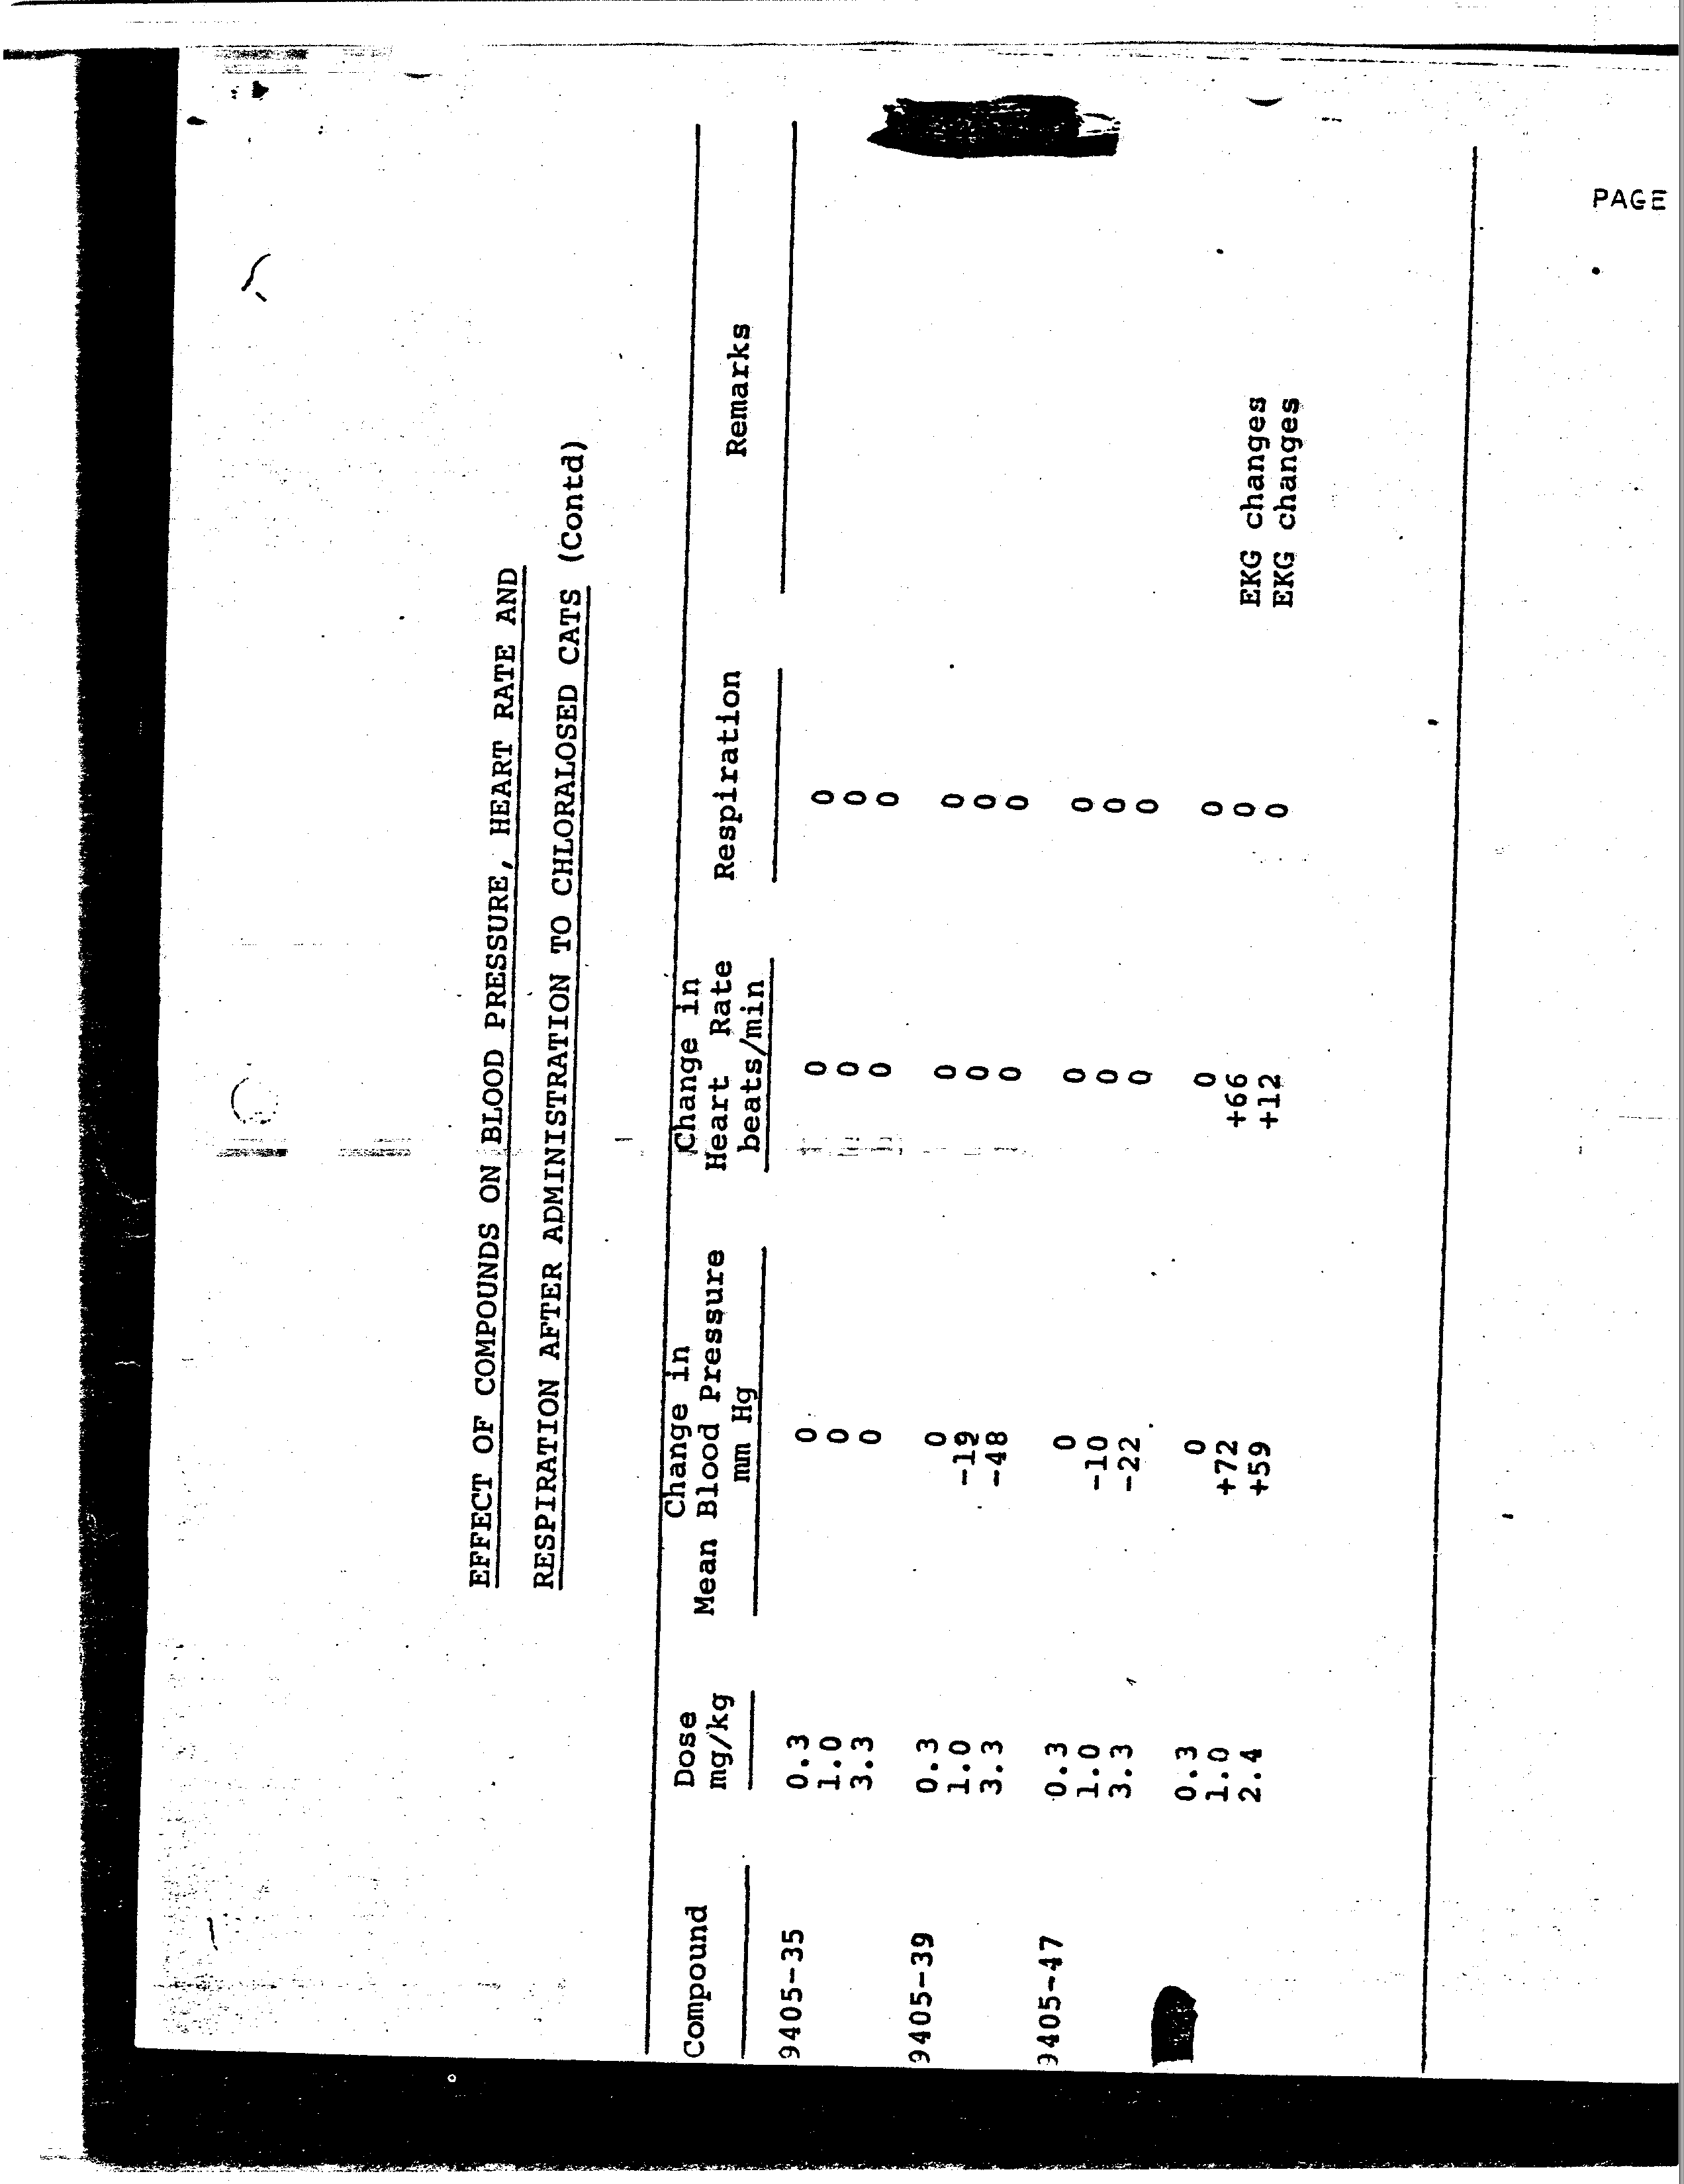 EFFECT OF COMPOUNDS ON BLOOD PRESSURE, HEART RATE AND
RESPIRATION AFTER ADMINISTRATION TO CHLORALOSED CATS (Contd)
Compound Dose mg/kg Change in Mean Blood Pressure mm Hg Change in Heart Rate beats/min Respiration Remarks
9405-35 0.3 0 0 0
1.0 0 0 0
3.3 0 0 0
9405-39 0.3 0 0 0
1.0 -19 0 0
3.3 -48 0 0
9405-47 0.3 0 0 0
1.0 -10 0 0
3.3 -22 0 0
0.3 0 0 0
1.0 +72 +66 0 EKG changes
2.4 +59 +12 0 EKG changes
PAGE